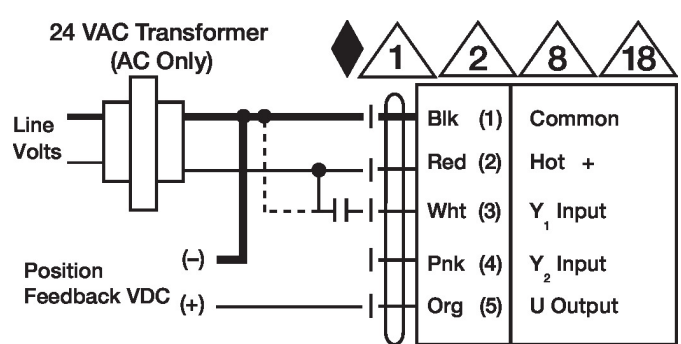 24 VAC Transformer
(AC Only)
1 2 8 18
Line
Volts
Blk (1) Common
Red (2) Hot +
Wht (3) Y1 Input
(–)
Pnk (4) Y2 Input
Position
Feedback VDC (+)
Org (5) U Output